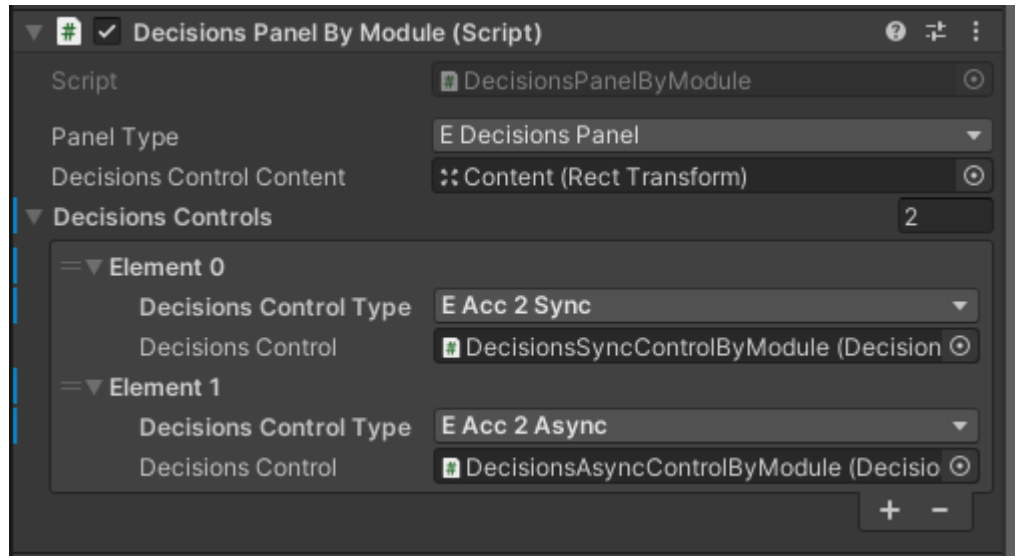 Decisions Panel By Module (Script)
Script DecisionsPanelByModule
Panel Type E Decisions Panel
Decisions Control Content Content (Rect Transform)
Decisions Controls 2
Element 0
Decisions Control Type E Acc 2 Sync
Decisions Control DecisionsSyncControlByModule (Decision
Element 1
Decisions Control Type E Acc 2 Async
Decisions Control DecisionsAsyncControlByModule (Decisio